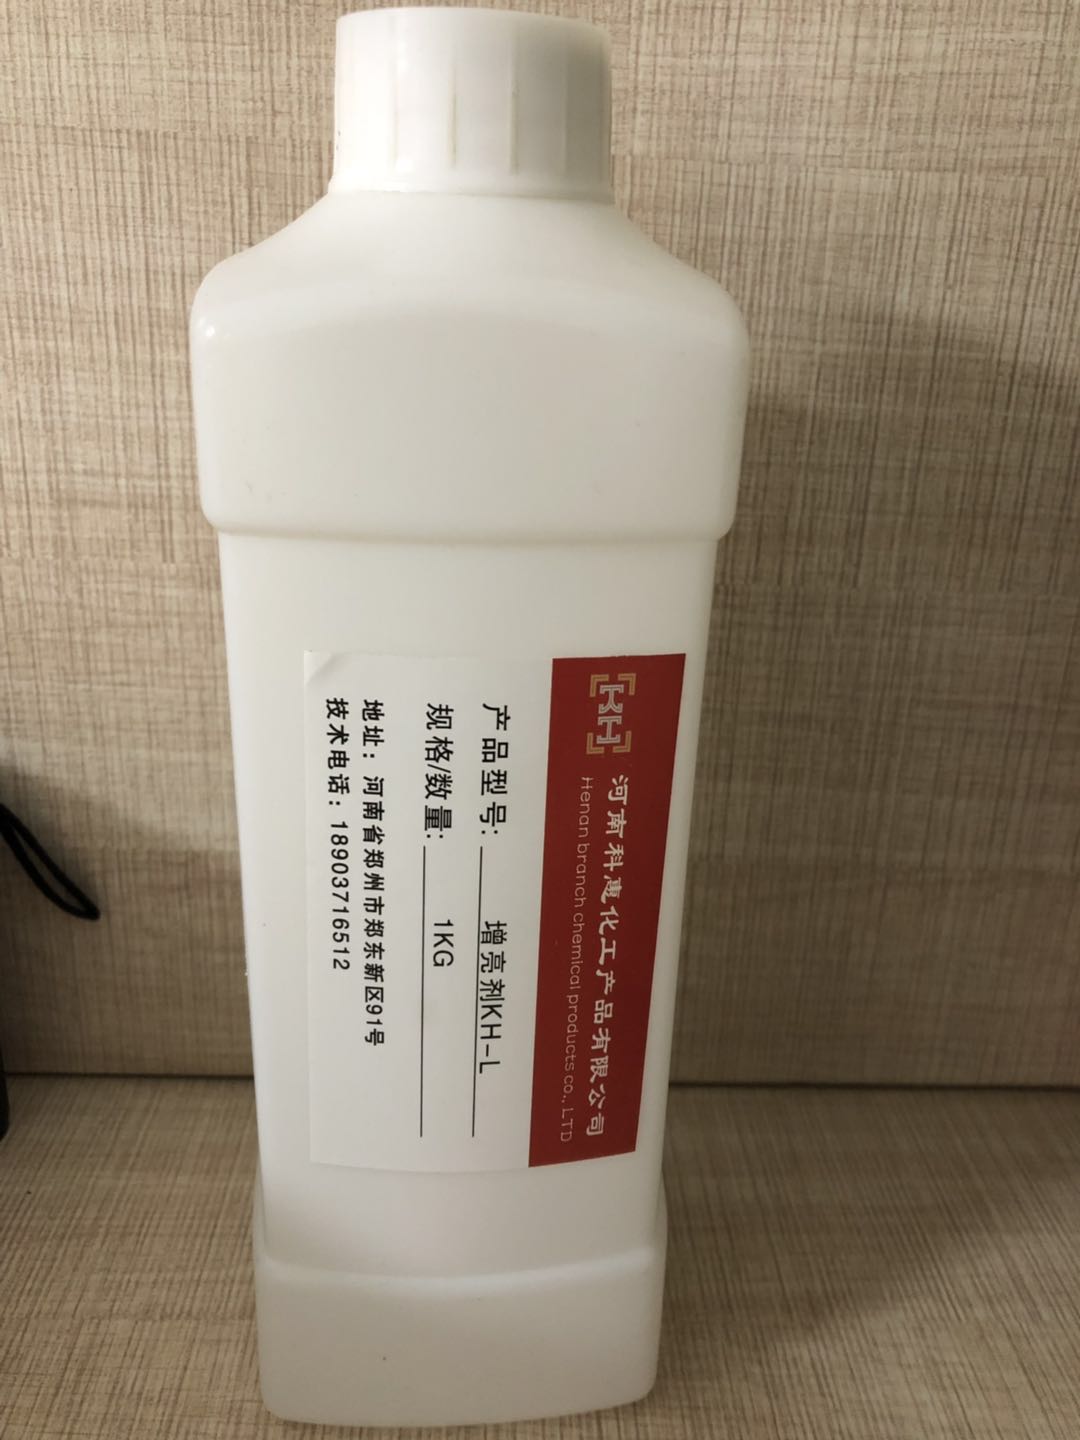 KH
河南科惠化工产品有限公司
Henan branch chemical products co., LTD
产品型号: 增亮剂KH-L
规格/数量: 1KG
地址：河南省郑州市郑东新区91号
技术电话：18903716512